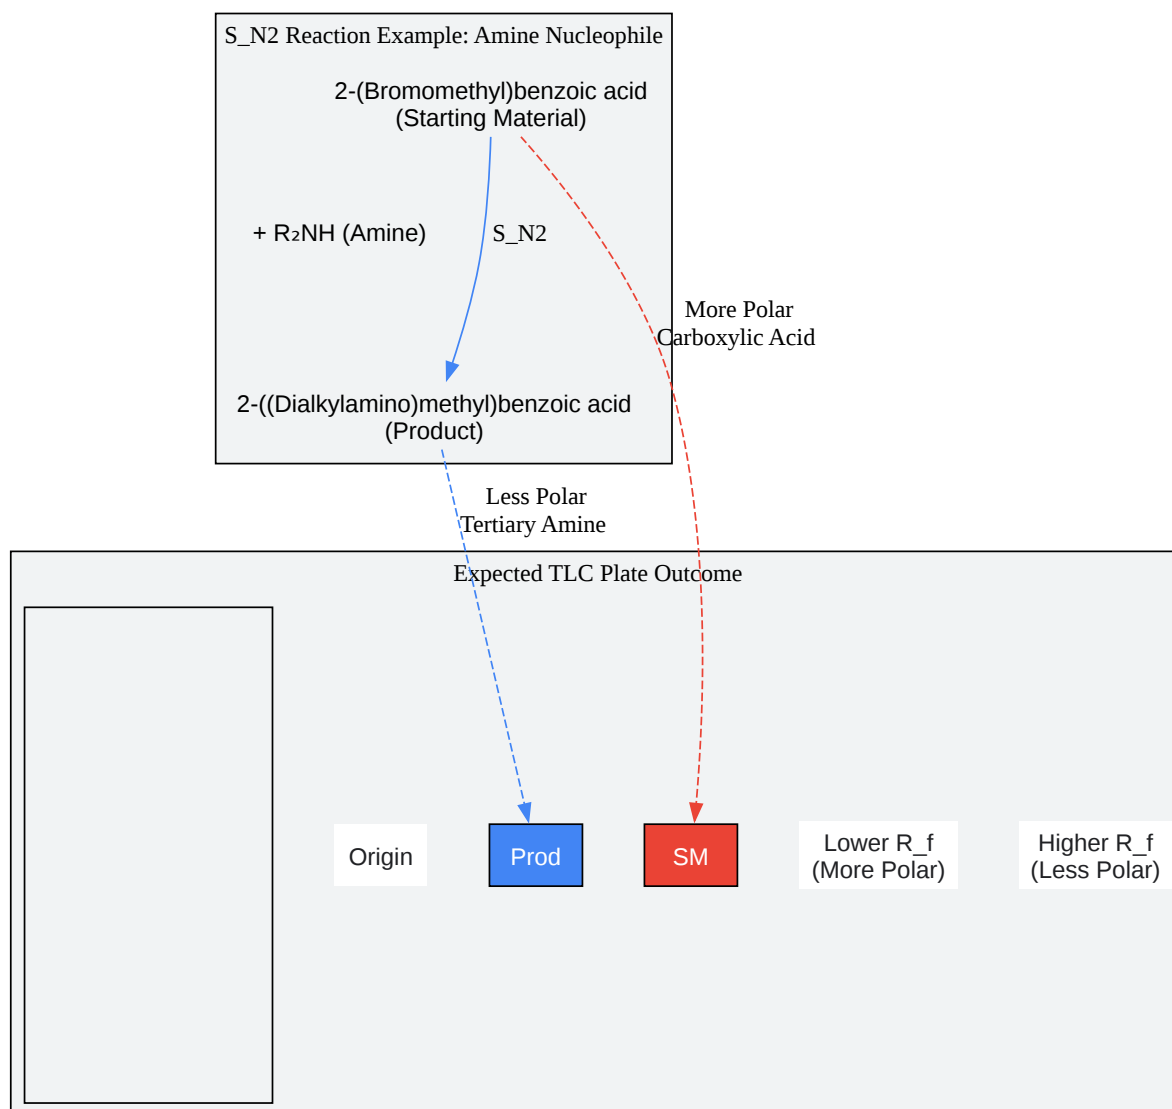 S_N2 Reaction Example: Amine Nucleophile
2-(Bromomethyl)benzoic acid
(Starting Material)
+ R₂NH (Amine)
S_N2
More Polar
Carboxylic Acid
2-((Dialkylamino)methyl)benzoic acid
(Product)
Less Polar
Tertiary Amine
Expected TLC Plate Outcome
Origin
Prod
SM
Lower R_f
(More Polar)
Higher R_f
(Less Polar)